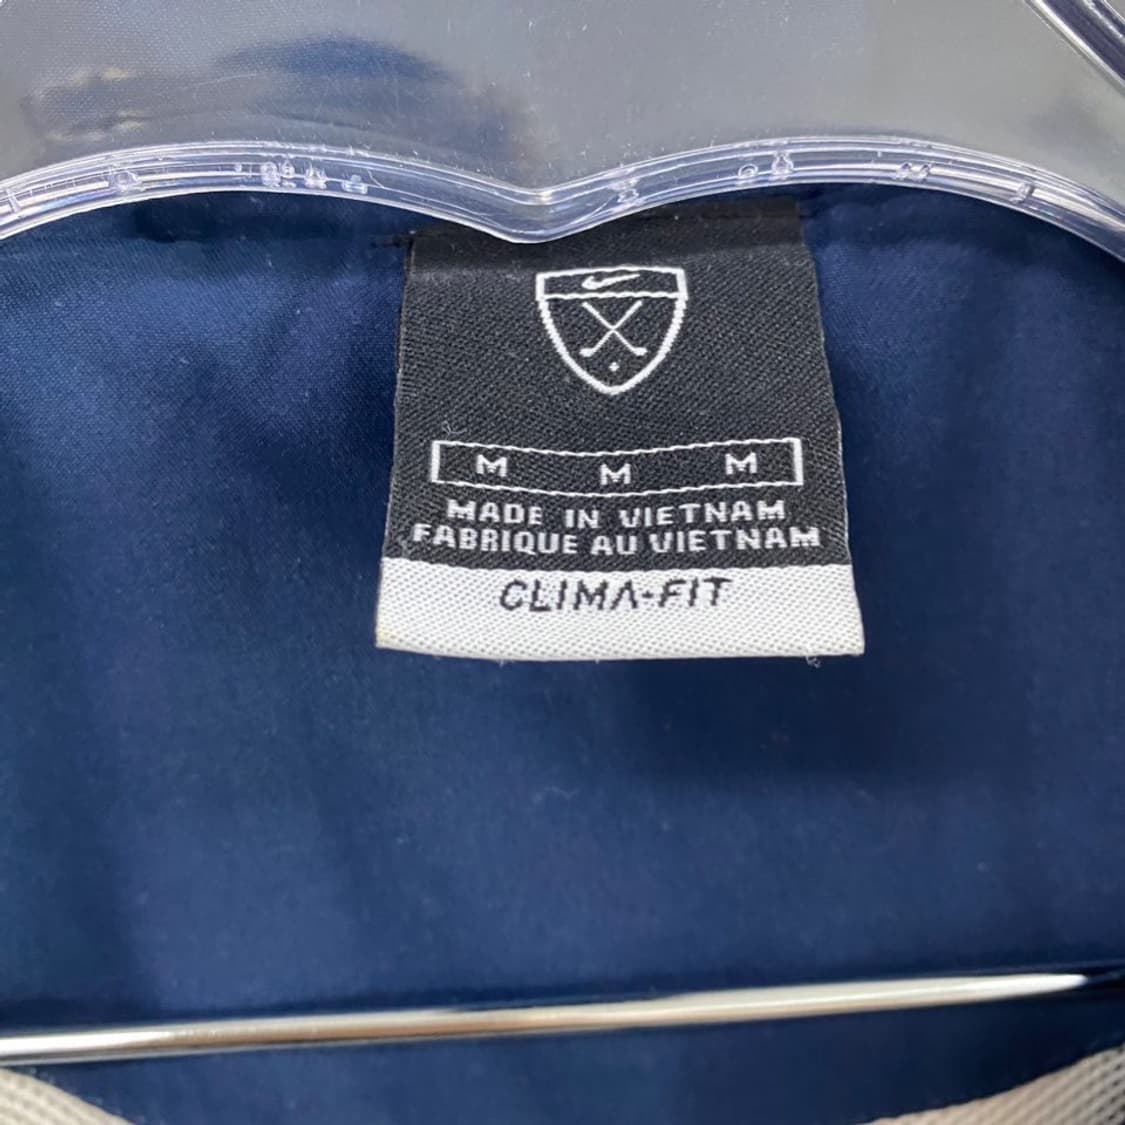 M M M
MADE IN VIETNAM
FABRIQUE AU VIETNAM
CLIMA-FIT